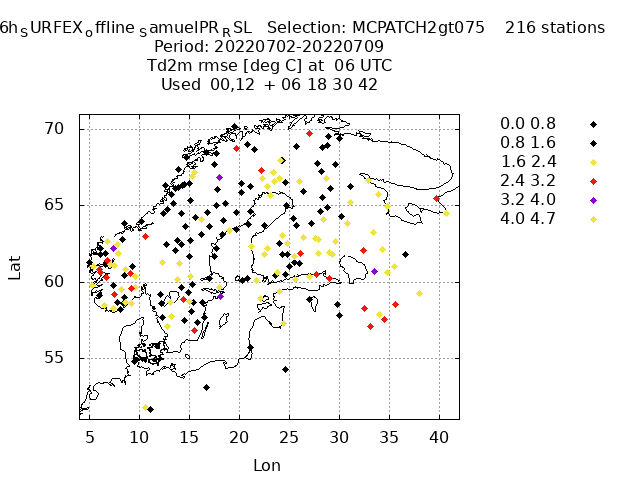 6h_SURFEX_offline_SamuelPR_RSL Selection: MCPATCH2gt075 216 stations
Period: 20220702-20220709
Td2m rmse [deg C] at 06 UTC
Used 00,12 + 06 18 30 42
0.0 0.8
0.8 1.6
1.6 2.4
2.4 3.2
3.2 4.0
4.0 4.7
70
65
60
55
Lat
5 10 15 20 25 30 35 40
Lon